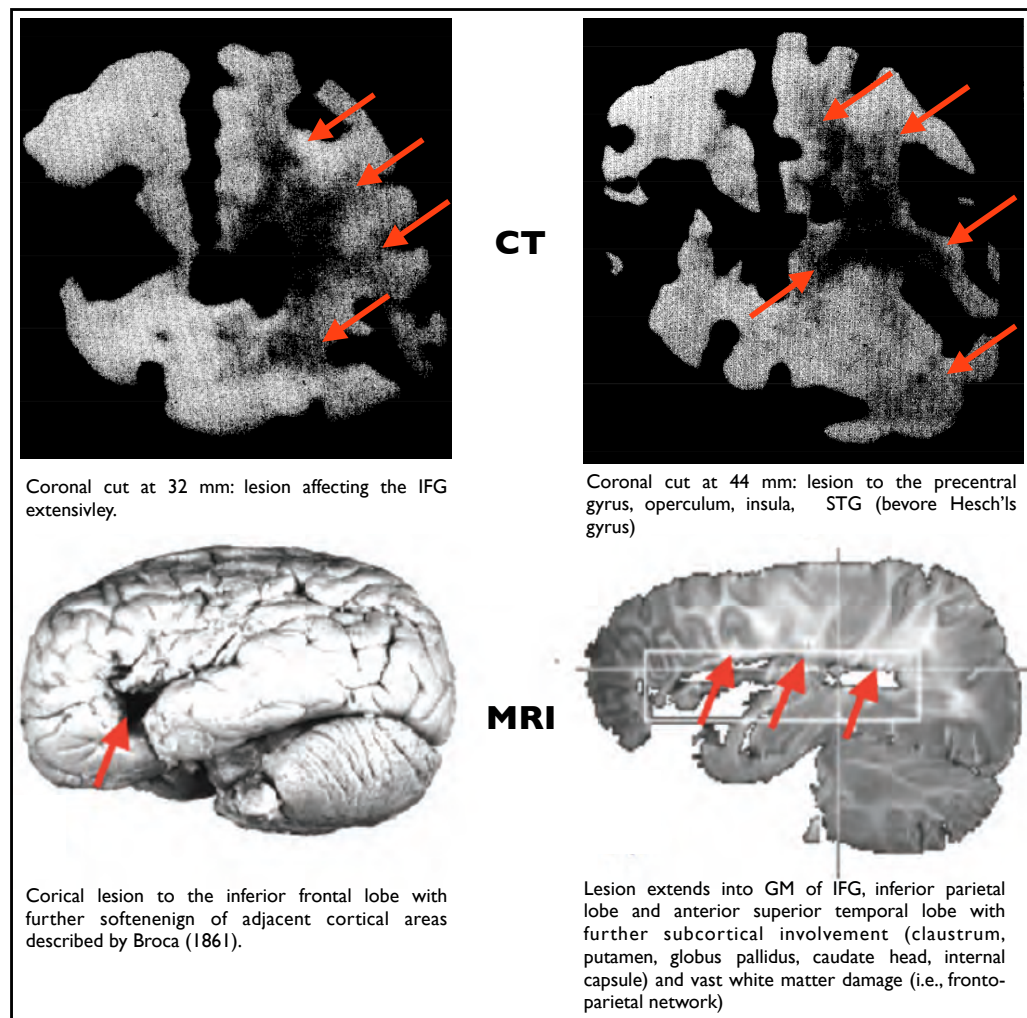 CT
Coronal cut at 32 mm: lesion affecting the IFG
extensivley.
Coronal cut at 44 mm: lesion to the precentral
gyrus, operculum, insula, STG (bevore Hesch'ls
gyrus)
MRI
Corical lesion to the inferior frontal lobe with
further softenenign of adjacent cortical areas
described by Broca (1861).
Lesion extends into GM of IFG, inferior parietal
lobe and anterior superior temporal lobe with
further subcortical involvement (claustrum,
putamen, globus pallidus, caudate head, internal
capsule) and vast white matter damage (i.e., fronto-
parietal network)